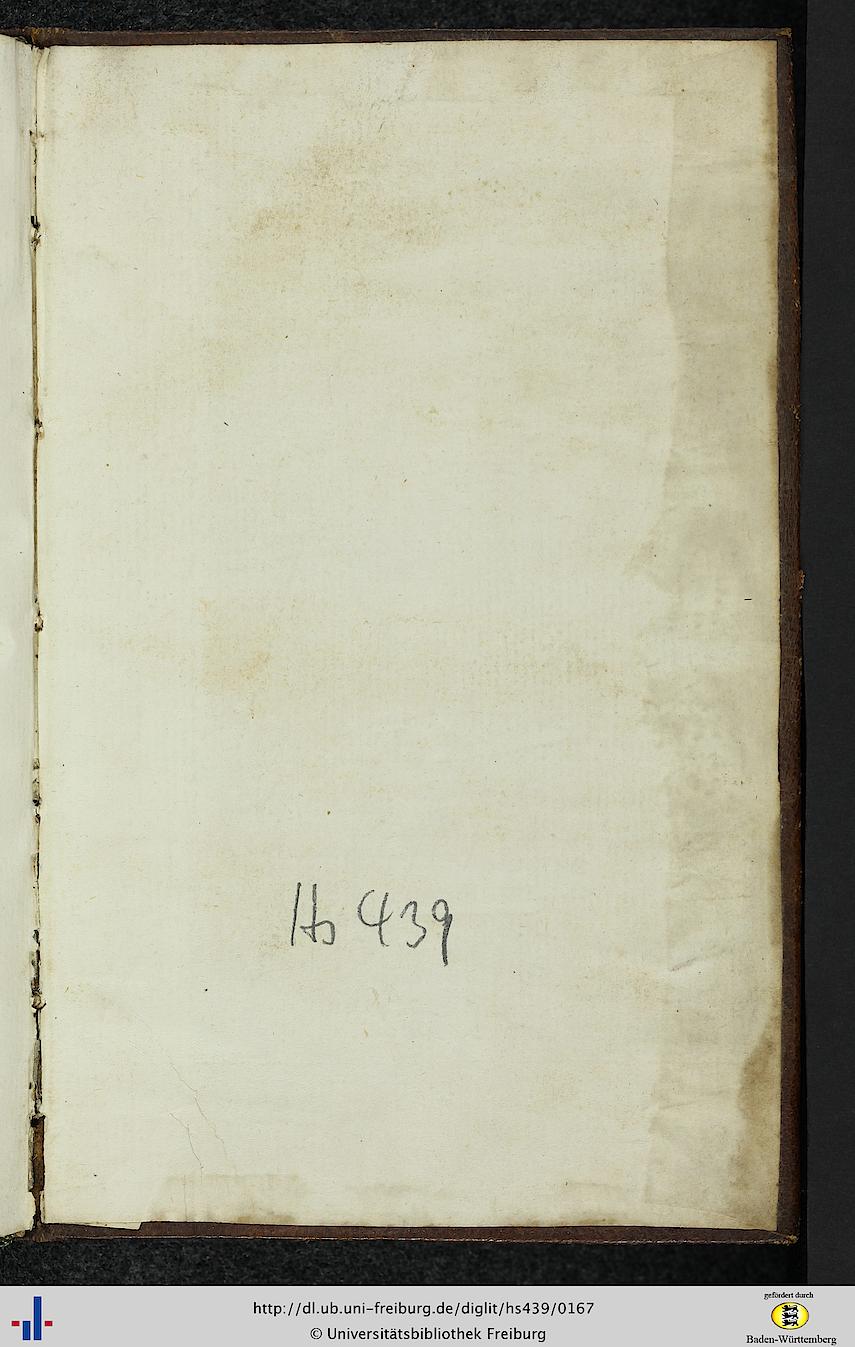 Hs 439
http://dl.ub.uni-freiburg.de/diglit/hs439/0167
© Universitätsbibliothek Freiburg
gefördert durch
Baden-Württemberg